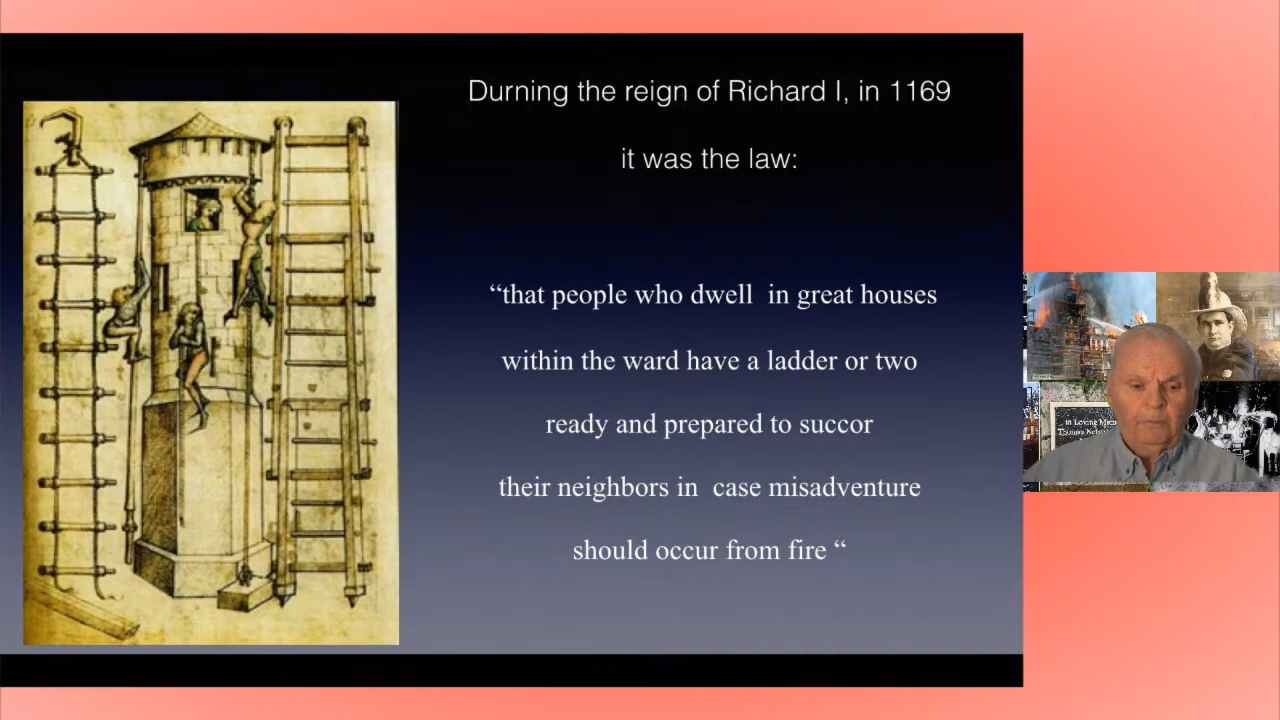 Durning the reign of Richard I, in 1169
it was the law:
“that people who dwell in great houses
within the ward have a ladder or two
ready and prepared to succor
their neighbors in case misadventure
should occur from fire “
in Loving